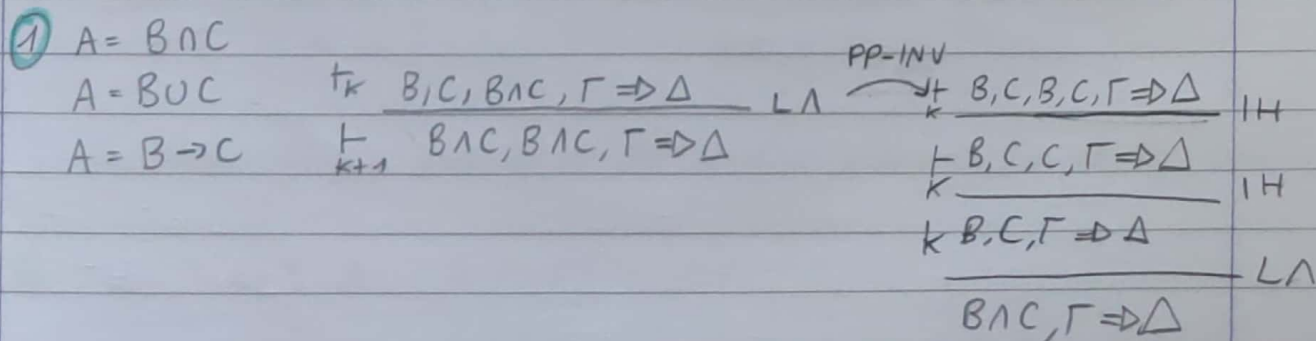 ① A = B∩C
PP-INV
A = B∪C ⊢k B, C, B∧C, Γ ⇒ Δ L∧ ⊢k B, C, B, C, Γ ⇒ Δ IH
A = B → C ⊢k+1 B∧C, B∧C, Γ ⇒ Δ ⊢k B, C, C, Γ ⇒ Δ IH
k B, C, Γ ⇒ Δ L∧
B∧C, Γ ⇒ Δ